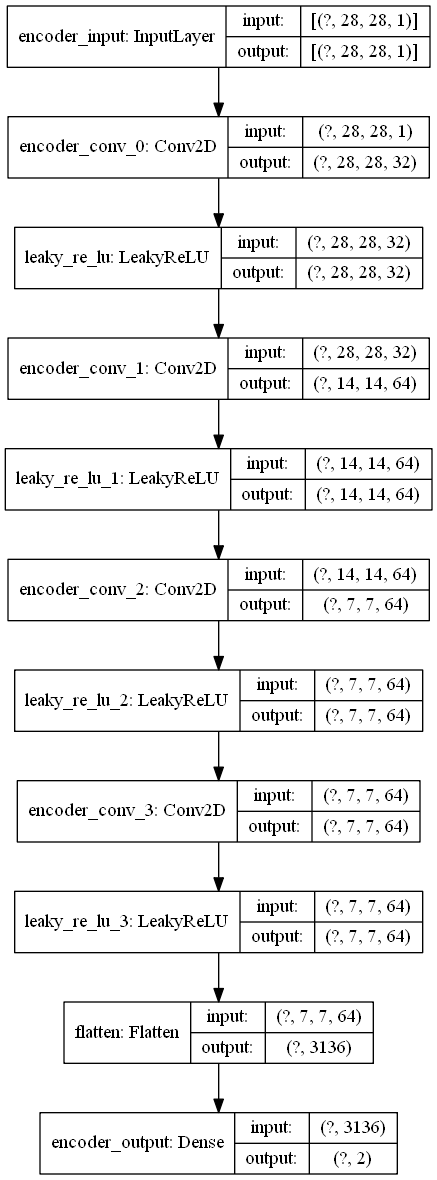 encoder_input: InputLayer
input: [(?, 28, 28, 1)]
output: [(?, 28, 28, 1)]
encoder_conv_0: Conv2D
input: (?, 28, 28, 1)
output: (?, 28, 28, 32)
leaky_re_lu: LeakyReLU
input: (?, 28, 28, 32)
output: (?, 28, 28, 32)
encoder_conv_1: Conv2D
input: (?, 28, 28, 32)
output: (?, 14, 14, 64)
leaky_re_lu_1: LeakyReLU
input: (?, 14, 14, 64)
output: (?, 14, 14, 64)
encoder_conv_2: Conv2D
input: (?, 14, 14, 64)
output: (?, 7, 7, 64)
leaky_re_lu_2: LeakyReLU
input: (?, 7, 7, 64)
output: (?, 7, 7, 64)
encoder_conv_3: Conv2D
input: (?, 7, 7, 64)
output: (?, 7, 7, 64)
leaky_re_lu_3: LeakyReLU
input: (?, 7, 7, 64)
output: (?, 7, 7, 64)
flatten: Flatten
input: (?, 7, 7, 64)
output: (?, 3136)
encoder_output: Dense
input: (?, 3136)
output: (?, 2)